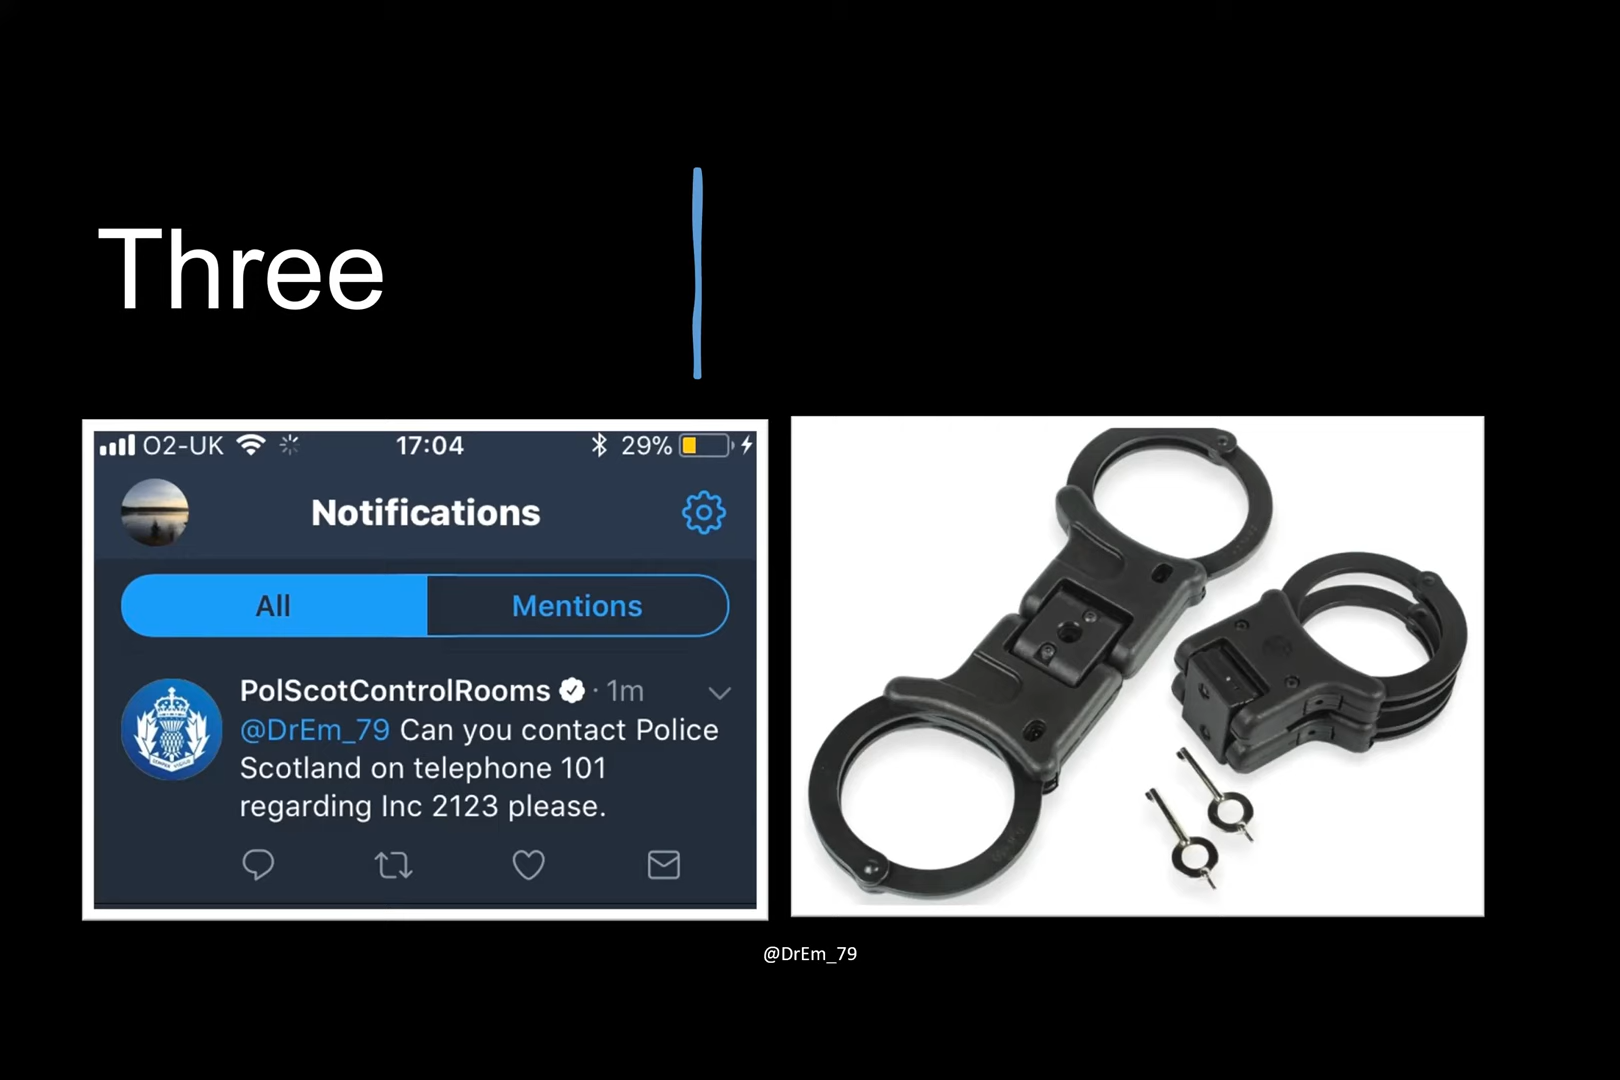 Three
O2-UK 17:04 29%
Notifications
All Mentions
PolScotControlRooms · 1m
@DrEm_79 Can you contact Police
Scotland on telephone 101
regarding Inc 2123 please.
@DrEm_79